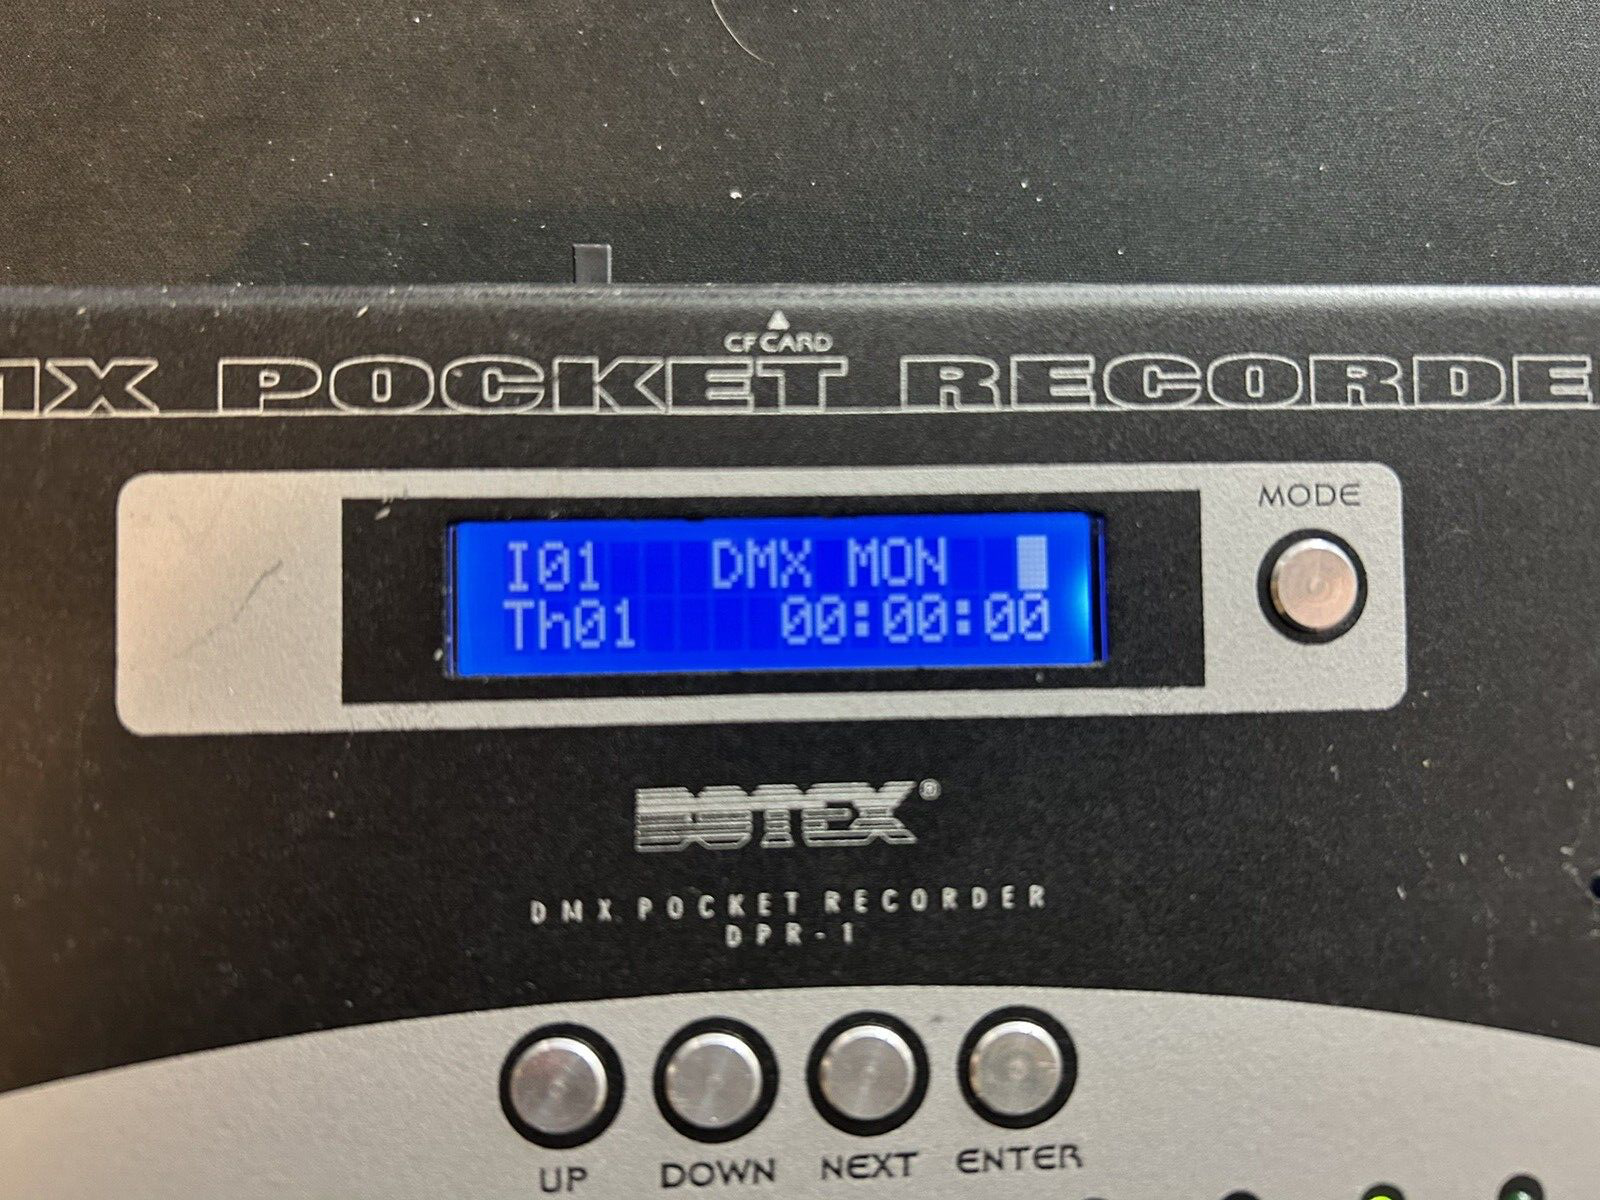 CF CARD
MX POCKET RECORDE
MODE
I01 DMX MON
Th01 00:00:00
BOTEX®
DMX POCKET RECORDER
DPR-1
UP DOWN NEXT ENTER